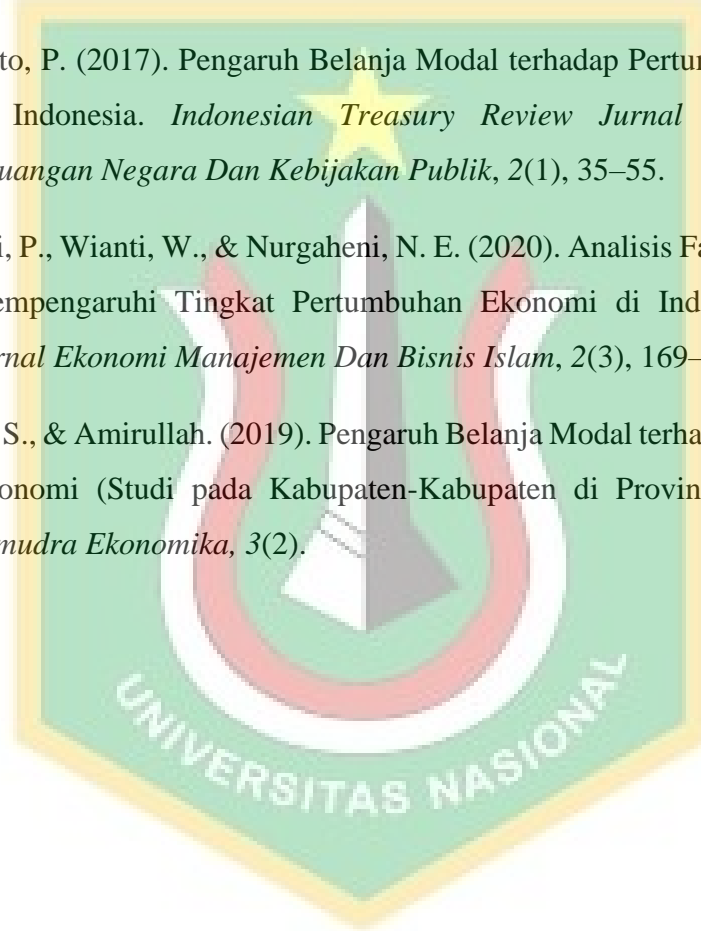 to, P. (2017). Pengaruh Belanja Modal terhadap Pertu
Indonesia. Indonesian Treasury Review Jurnal
uangan Negara Dan Kebijakan Publik, 2(1), 35–55.
i, P., Wianti, W., & Nurgaheni, N. E. (2020). Analisis Fa
empengaruhi Tingkat Pertumbuhan Ekonomi di Ind
rnal Ekonomi Manajemen Dan Bisnis Islam, 2(3), 169–
S., & Amirullah. (2019). Pengaruh Belanja Modal terha
onomi (Studi pada Kabupaten-Kabupaten di Provin
mudra Ekonomika, 3(2).
UNIVERSITAS NASIONAL